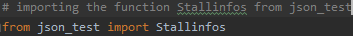 # importing the function Stallinfos from json_test
from json_test import Stallinfos